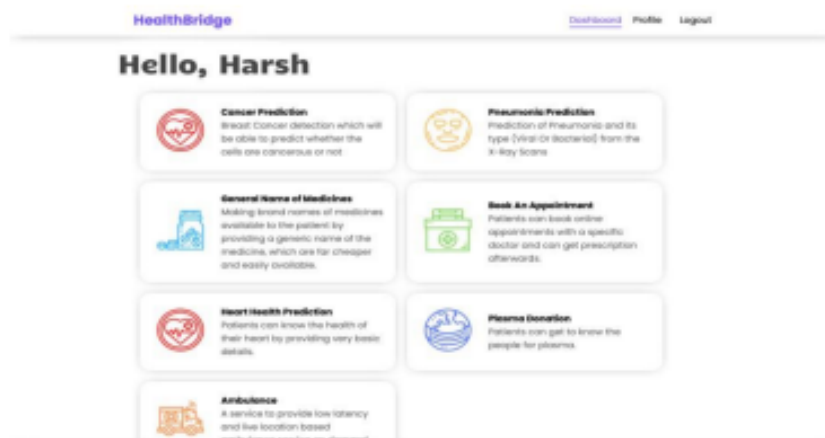 HealthBridge
Dashboard Profile Logout
Hello, Harsh
Cancer Prediction
Breast Cancer detection which will
be able to predict whether the
cells are cancerous or not
Pneumonia Prediction
Prediction of Pneumonia and its
type (Viral Or Bacterial) from the
X-Ray Scans
General Name of Medicines
Making brand names of medicines
available to the patient by
providing a generic name of the
medicine, which are far cheaper
and easily available.
Book An Appointment
Patients can book online
appointments with a specific
doctor and can get prescription
afterwards.
Heart Health Prediction
Patients can know the health of
their heart by providing very basic
details.
Plasma Donation
Patients can get to know the
people for plasma.
Ambulance
A service to provide low latency
and live location based